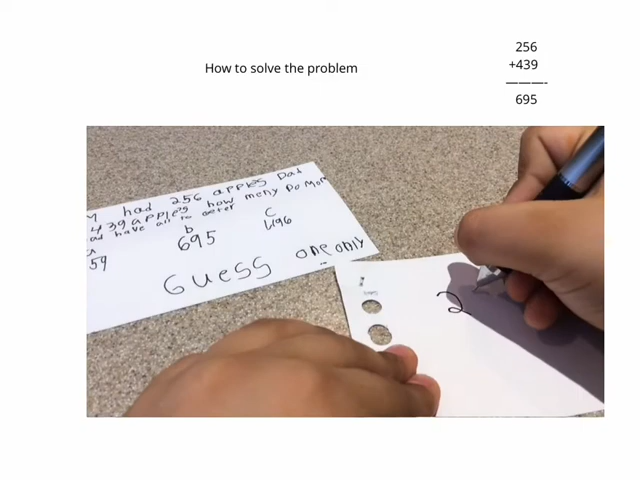 256
+439
————-
How to solve the problem
695
had 256 apples Dad
439 apples how meny Do Mom
have all to
b
C
695
496
59
Guess one only
2